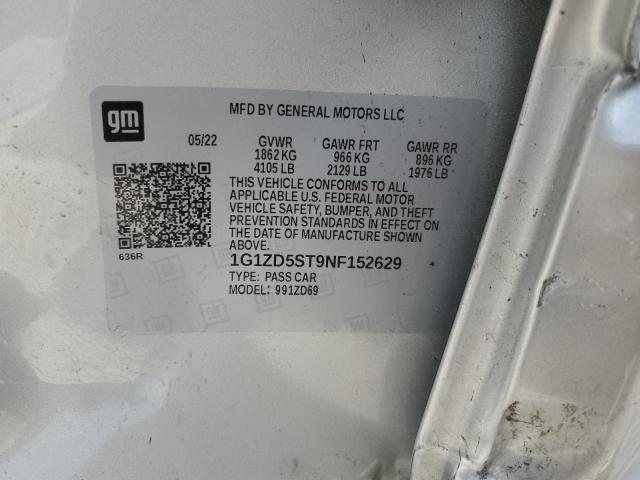 gm
MFD BY GENERAL MOTORS LLC
05/22 GVWR GAWR FRT GAWR RR
1862 KG 966 KG 896 KG
4105 LB 2129 LB 1976 LB
THIS VEHICLE CONFORMS TO ALL
APPLICABLE U.S. FEDERAL MOTOR
VEHICLE SAFETY, BUMPER, AND THEFT
PREVENTION STANDARDS IN EFFECT ON
THE DATE OF MANUFACTURE SHOWN
ABOVE.
636R
1G1ZD5ST9NF152629
TYPE: PASS CAR
MODEL: 991ZD69